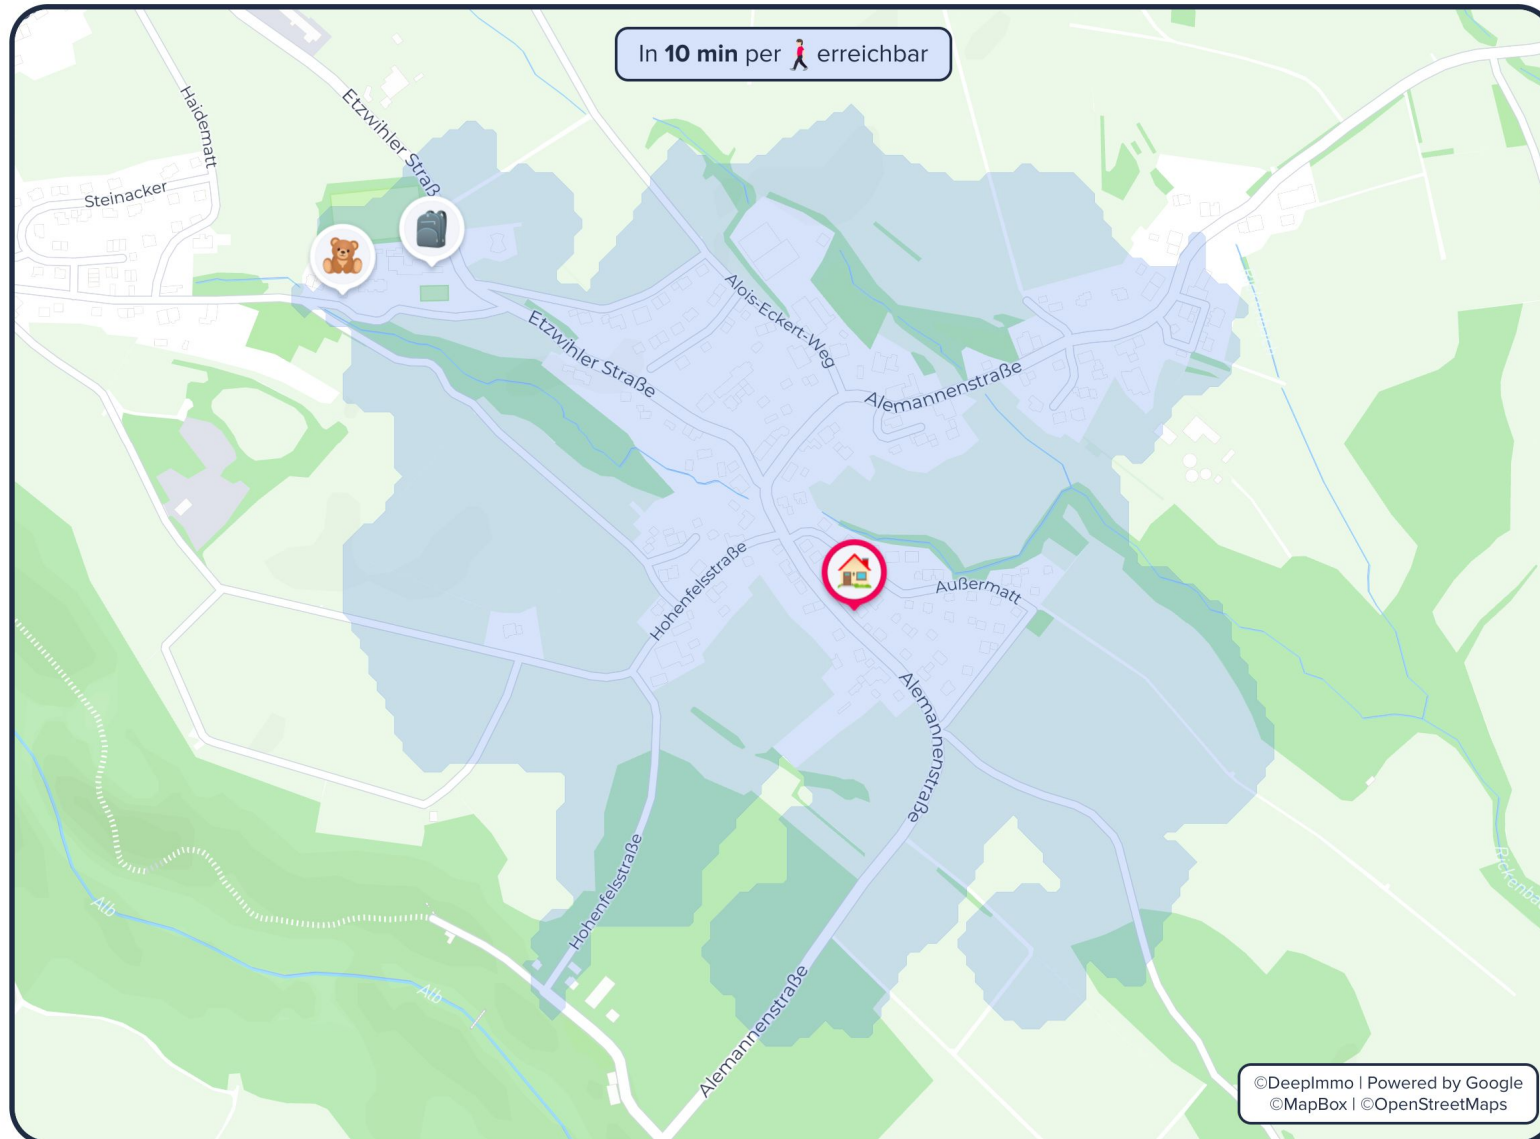 In 10 min per erreichbar
Haidematt
Etzwihler Straß
Steinacker
Alois-Eckert-Weg
Etzwihler Straße
Alemannenstraße
Hohenfelsstraße
Außermatt
Alemannenstraße
Hohenfelsstraße
Alb
Alb
Alemannenstraße
©DeepImmo | Powered by Google
©MapBox | ©OpenStreetMaps